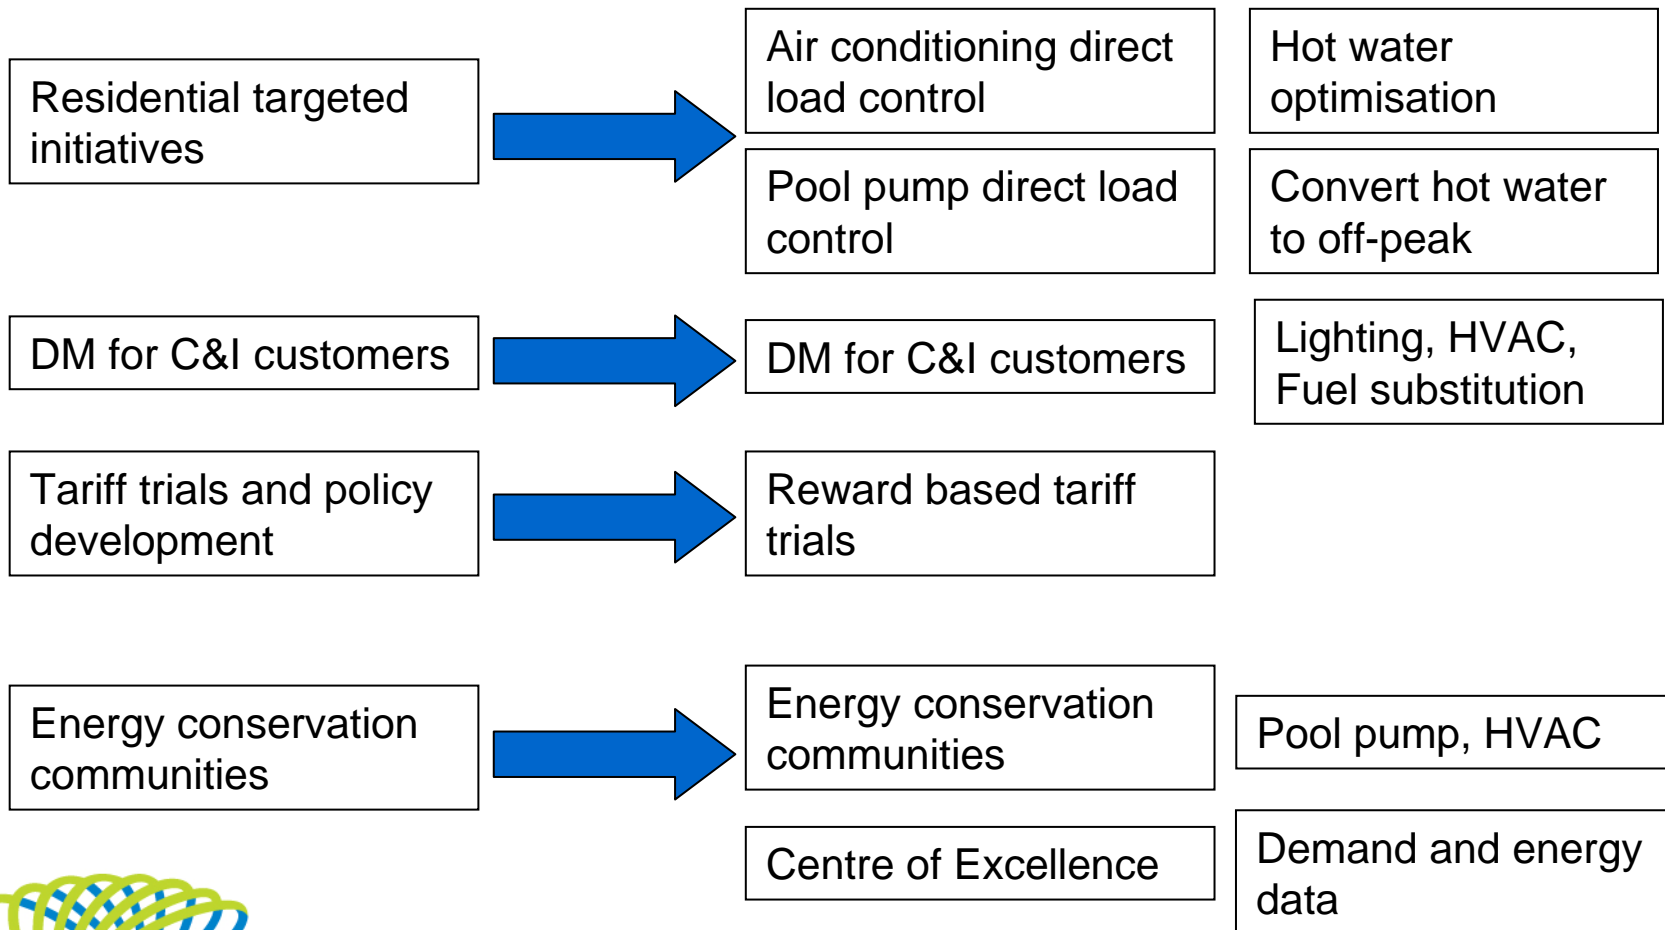 Residential targeted
initiatives
Air conditioning direct
load control
Hot water
optimisation
Pool pump direct load
control
Convert hot water
to off-peak
DM for C&I customers
DM for C&I customers
Lighting, HVAC,
Fuel substitution
Tariff trials and policy
development
Reward based tariff
trials
Energy conservation
communities
Energy conservation
communities
Pool pump, HVAC
Centre of Excellence
Demand and energy
data